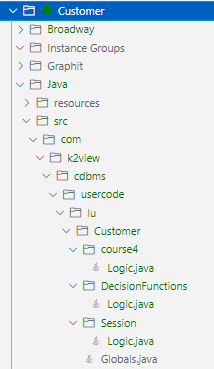 Customer
Broadway
Instance Groups
Graphit
Java
resources
src
com
k2view
cdbms
usercode
lu
Customer
course4
Logic.java
DecisionFunctions
Logic.java
Session
Logic.java
Globals.java